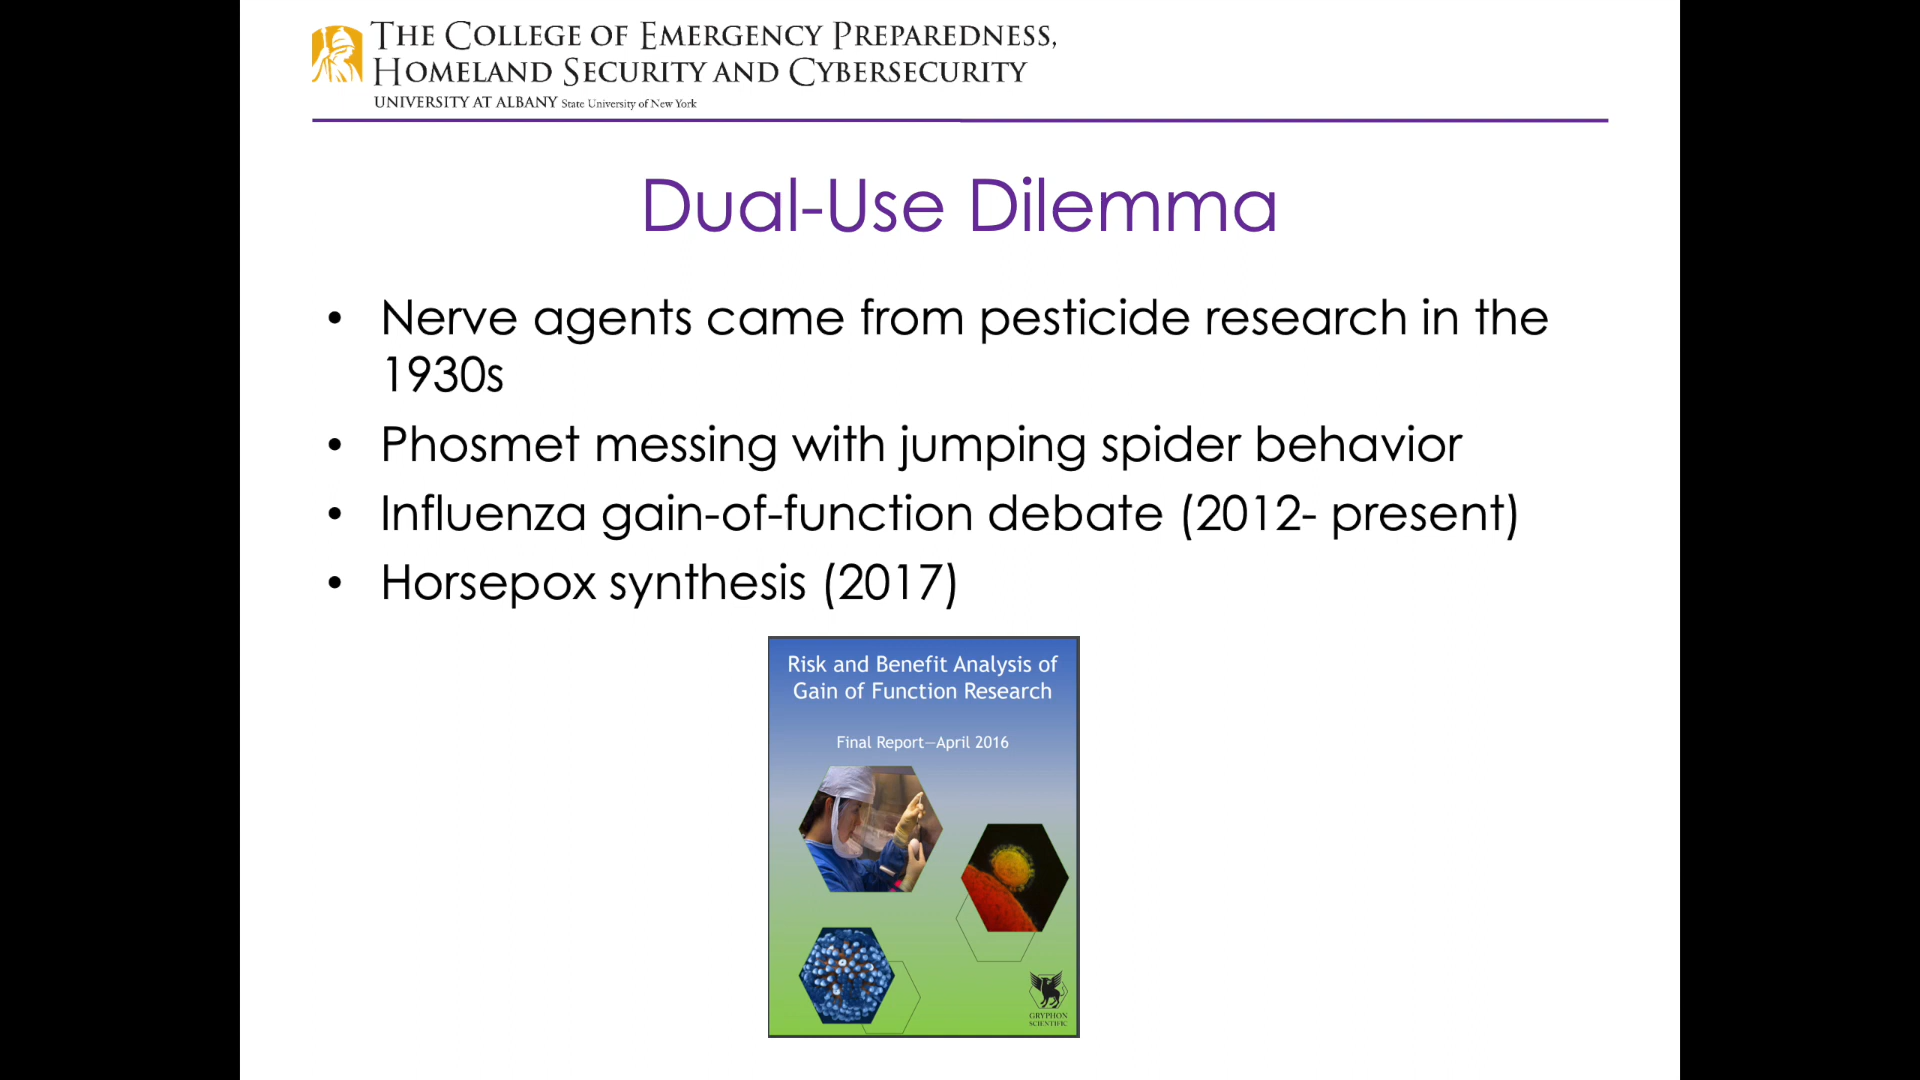 THE COLLEGE OF EMERGENCY PREPAREDNESS,
HOMELAND SECURITY AND CYBERSECURITY
UNIVERSITY AT ALBANY State University of New York
Dual-Use Dilemma
• Nerve agents came from pesticide research in the
1930s
• Phosmet messing with jumping spider behavior
• Influenza gain-of-function debate (2012- present)
• Horsepox synthesis (2017)
Risk and Benefit Analysis of
Gain of Function Research
Final Report—April 2016
GRYPHON
SCIENTIFIC